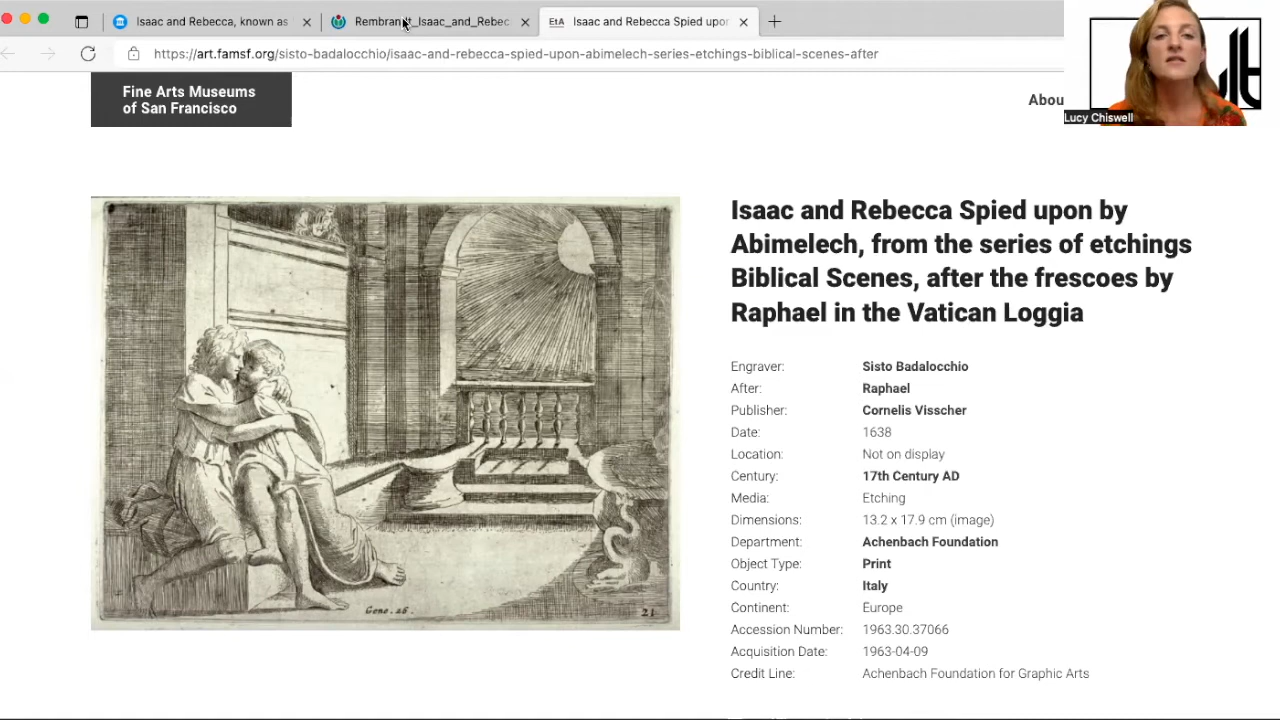 Isaac and Rebecca, known as
Rembrandt_Isaac_and_Rebec
EtA Isaac and Rebecca Spied upon
https://art.famsf.org/sisto-badalocchio/isaac-and-rebecca-spied-upon-abimelech-series-etchings-biblical-scenes-after
Fine Arts Museums
of San Francisco
Abou
Lucy Chiswell
Isaac and Rebecca Spied upon by
Abimelech, from the series of etchings
Biblical Scenes, after the frescoes by
Raphael in the Vatican Loggia
Engraver: Sisto Badalocchio
After: Raphael
Publisher: Cornelis Visscher
Date: 1638
Location: Not on display
Century: 17th Century AD
Media: Etching
Dimensions: 13.2 x 17.9 cm (image)
Department: Achenbach Foundation
Object Type: Print
Country: Italy
Continent: Europe
Accession Number: 1963.30.37066
Acquisition Date: 1963-04-09
Credit Line: Achenbach Foundation for Graphic Arts
Gene. 26.
21